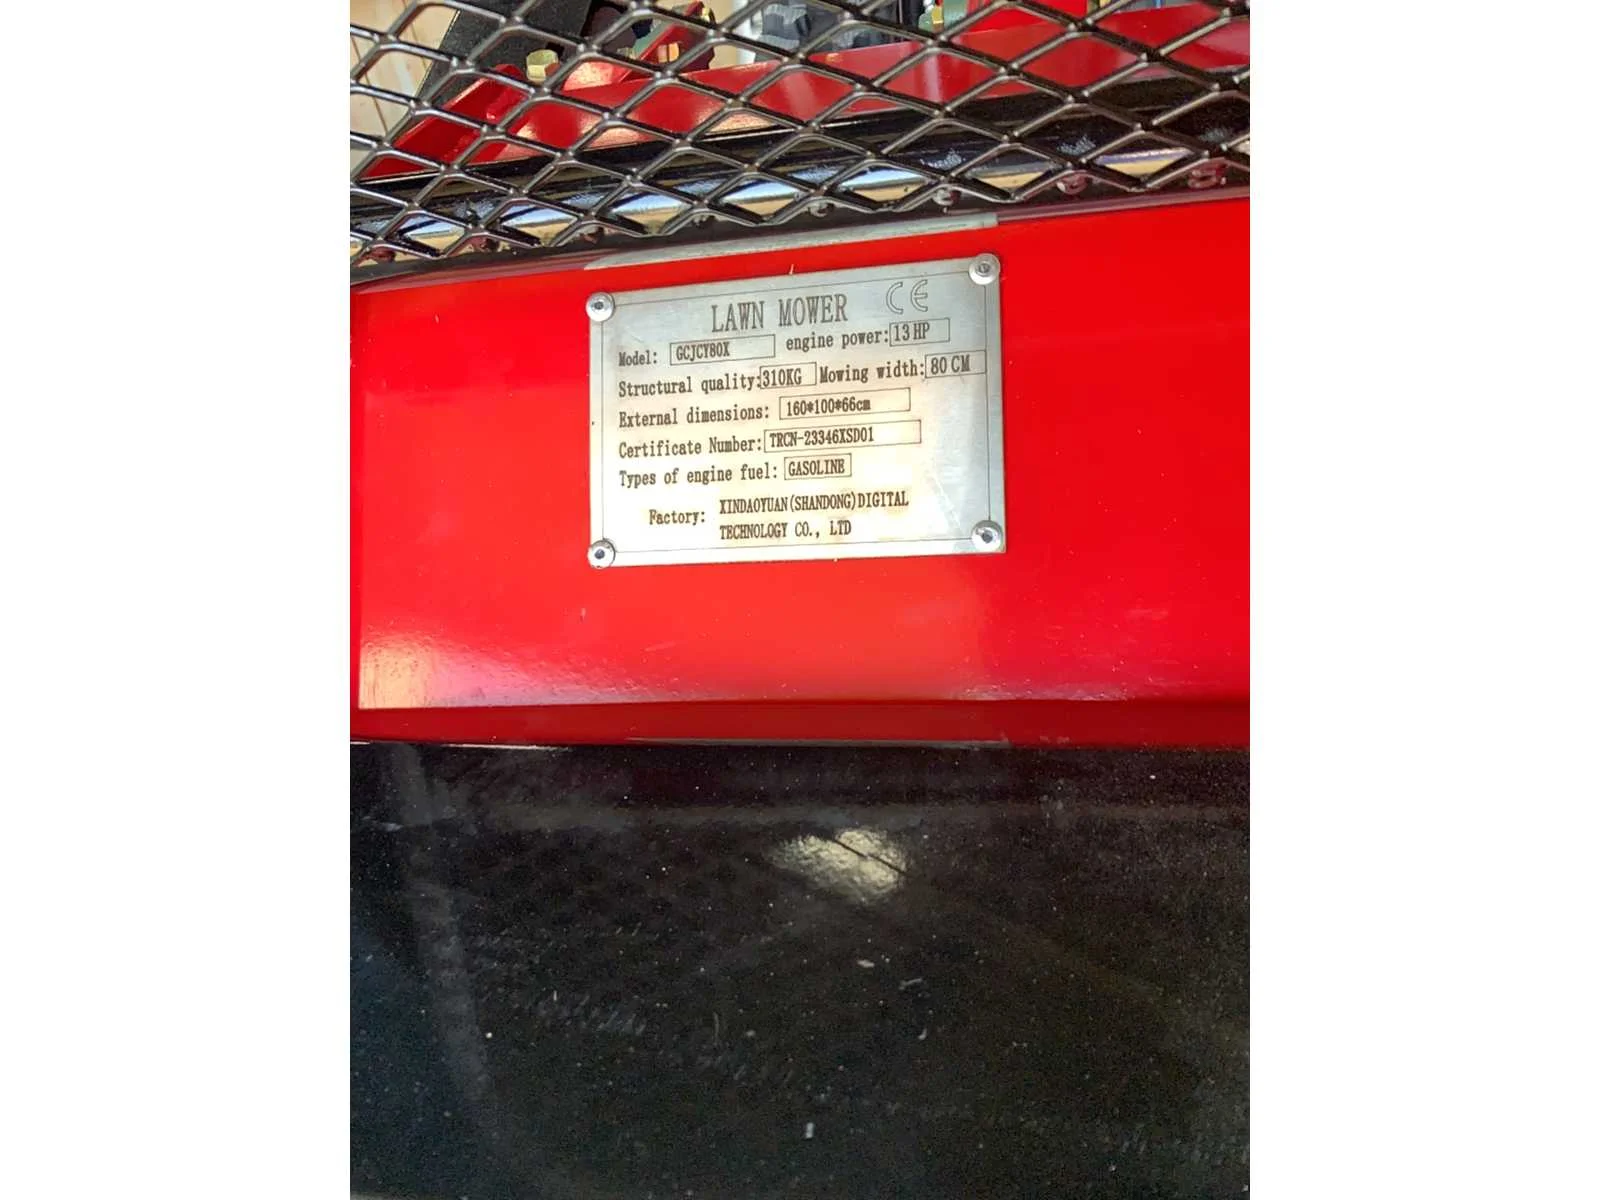 LAWN MOWER CE
Model: GCJCY80X engine power: 13 HP
Structural quality: 310KG Mowing width: 80 CM
External dimensions: 160*100*66cm
Certificate Number: TRCN-23346XSD01
Types of engine fuel: GASOLINE
Factory: XINDAOYUAN(SHANDONG)DIGITAL
TECHNOLOGY CO., LTD